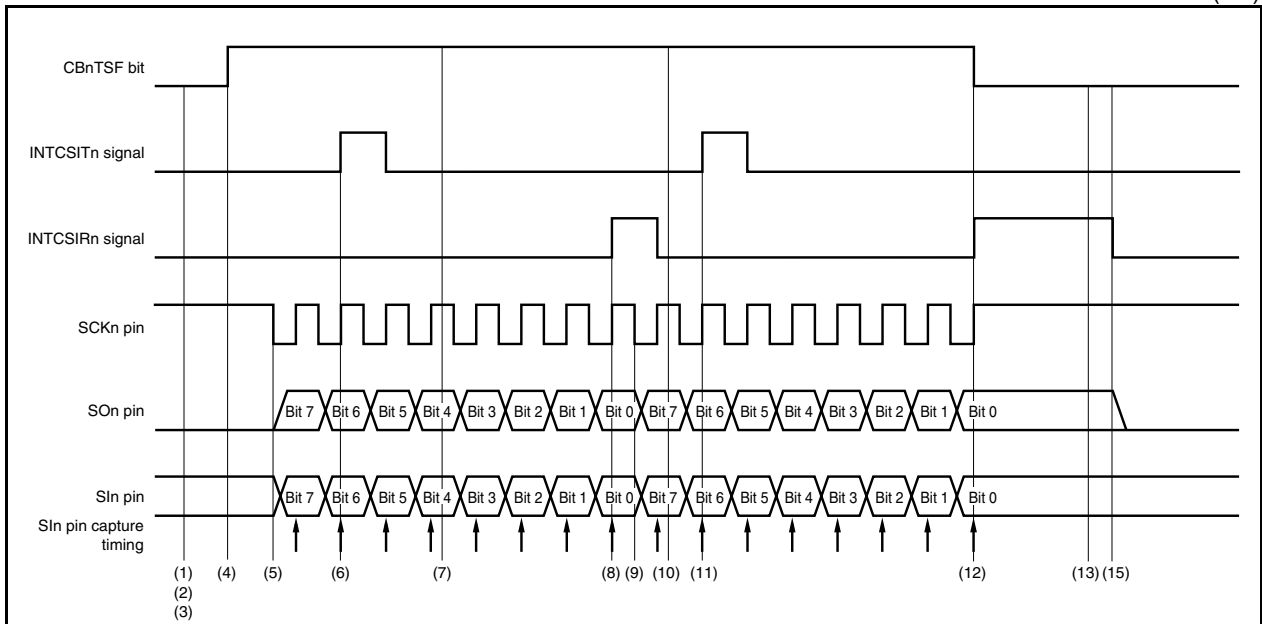 CBnTSF bit
INTCSITn signal
INTCSIRn signal
SCKn pin
SOn pin
Bit 7 Bit 6 Bit 5 Bit 4 Bit 3 Bit 2 Bit 1 Bit 0 Bit 7 Bit 6 Bit 5 Bit 4 Bit 3 Bit 2 Bit 1 Bit 0
SIn pin
Bit 7 Bit 6 Bit 5 Bit 4 Bit 3 Bit 2 Bit 1 Bit 0 Bit 7 Bit 6 Bit 5 Bit 4 Bit 3 Bit 2 Bit 1 Bit 0
SIn pin capture
timing
(1) (4) (5) (6) (7) (8) (9) (10) (11) (12) (13) (15)
(2)
(3)